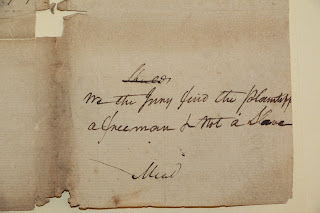 We the Jury find the Plaintiff
a freeman & Not a Slave
Mead